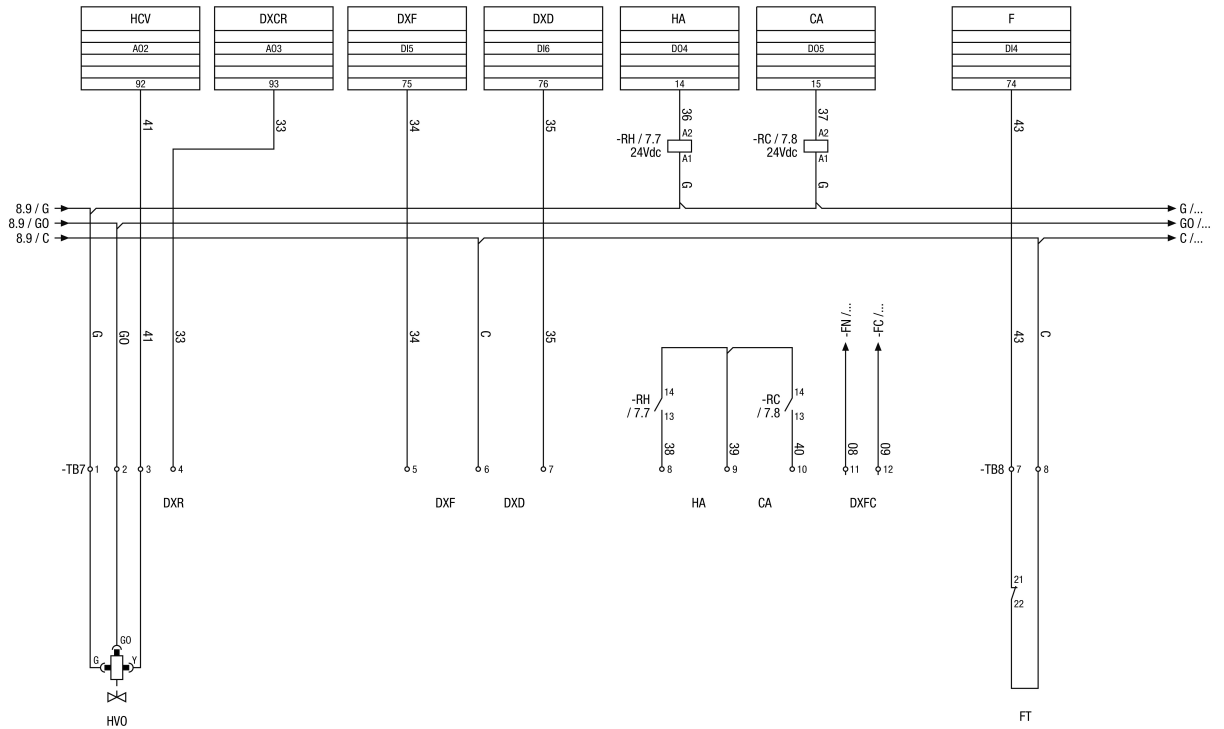 HCV DXCR DXF DXD HA CA F
AO2 AO3 DI5 DI6 DO4 DO5 DI4
92 93 75 76 14 15 74
41 33 34 35 36 37 43
-RH / 7.7 A2 -RC / 7.8 A2
24Vdc A1 24Vdc A1
G G
8.9 / G G /...
8.9 / GO GO /...
8.9 / C C /...
G GO 41 33 34 C 35 -FN /... -FC /... 43 C
-RH 14 -RC 14
/ 7.7 13 / 7.8 13
38 39 40 08 09
-TB7 1 2 3 4 5 6 7 8 9 10 11 12 -TB8 7 8
DXR DXF DXD HA CA DXFC
21
22
GO
G Y
HVO FT